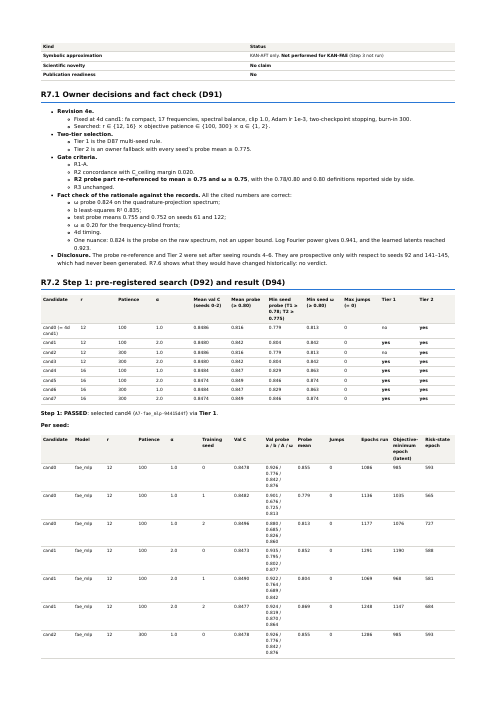 Kind Status
Symbolic approximation KAN-AFT only. Not performed for KAN-FAE (Step 3 not run)
Scientific novelty No claim
Publication readiness No
R7.1 Owner decisions and fact check (D91)
• Revision 4e.
Fixed at 4d cand1: fa compact, 17 frequencies, spectral balance, clip 1.0, Adam lr 1e-3, two-checkpoint stopping, burn-in 300.
Searched: r ∈ {12, 16} × objective patience ∈ {100, 300} × α ∈ {1, 2}.
• Two-tier selection.
Tier 1 is the D87 multi-seed rule.
Tier 2 is an owner fallback with every seed's probe mean ≥ 0.775.
• Gate criteria.
R1-A.
R2 concordance with C_ceiling margin 0.020.
R2 probe part re-referenced to mean ≥ 0.75 and ω ≥ 0.75, with the 0.78/0.80 and 0.80 definitions reported side by side.
R3 unchanged.
• Fact check of the rationale against the records. All the cited numbers are correct:
ω probe 0.824 on the quadrature-projection spectrum;
b least-squares R² 0.835;
test probe means 0.755 and 0.752 on seeds 61 and 122;
ω ≥ 0.20 for the frequency-blind fronts;
4d timing.
One nuance: 0.824 is the probe on the raw spectrum, not an upper bound. Log Fourier power gives 0.941, and the learned latents reached
0.923.
• Disclosure. The probe re-reference and Tier 2 were set after seeing rounds 4–6. They are prospective only with respect to seeds 92 and 141–145,
which had never been generated. R7.6 shows what they would have changed historically: no verdict.
R7.2 Step 1: pre-registered search (D92) and result (D94)
Candidate r Patience α Mean val C (seeds 0-2) Mean probe (≥ 0.80) Min seed probe (T1 ≥ 0.78; T2 ≥ 0.775) Min seed ω (≥ 0.80) Max jumps (= 0) Tier 1 Tier 2
cand0 (= 4d cand1) 12 100 1.0 0.8486 0.816 0.779 0.813 0 no yes
cand1 12 100 2.0 0.8480 0.842 0.804 0.842 0 yes yes
cand2 12 300 1.0 0.8486 0.816 0.779 0.813 0 no yes
cand3 12 300 2.0 0.8480 0.842 0.804 0.842 0 yes yes
cand4 16 100 1.0 0.8484 0.847 0.829 0.863 0 yes yes
cand5 16 100 2.0 0.8474 0.849 0.846 0.874 0 yes yes
cand6 16 300 1.0 0.8484 0.847 0.829 0.863 0 yes yes
cand7 16 300 2.0 0.8474 0.849 0.846 0.874 0 yes yes
Step 1: PASSED: selected cand4 via Tier 1.
Per seed:
Candidate Model r Patience α Training seed Val C Val probe a / b / A / ω Probe mean Jumps Epochs run Objective-minimum epoch (latent) Risk-state epoch
cand0 fae_mlp 12 100 1.0 0 0.8478 0.926 / 0.776 / 0.842 / 0.876 0.855 0 1086 985 593
cand0 fae_mlp 12 100 1.0 1 0.8482 0.901 / 0.676 / 0.725 / 0.813 0.779 0 1136 1035 565
cand0 fae_mlp 12 100 1.0 2 0.8496 0.880 / 0.685 / 0.826 / 0.860 0.813 0 1177 1076 727
cand1 fae_mlp 12 100 2.0 0 0.8473 0.935 / 0.795 / 0.802 / 0.877 0.852 0 1291 1190 588
cand1 fae_mlp 12 100 2.0 1 0.8490 0.922 / 0.764 / 0.689 / 0.842 0.804 0 1069 968 581
cand1 fae_mlp 12 100 2.0 2 0.8477 0.924 / 0.819 / 0.870 / 0.864 0.869 0 1248 1147 684
cand2 fae_mlp 12 300 1.0 0 0.8478 0.926 / 0.776 / 0.842 / 0.876 0.855 0 1286 985 593